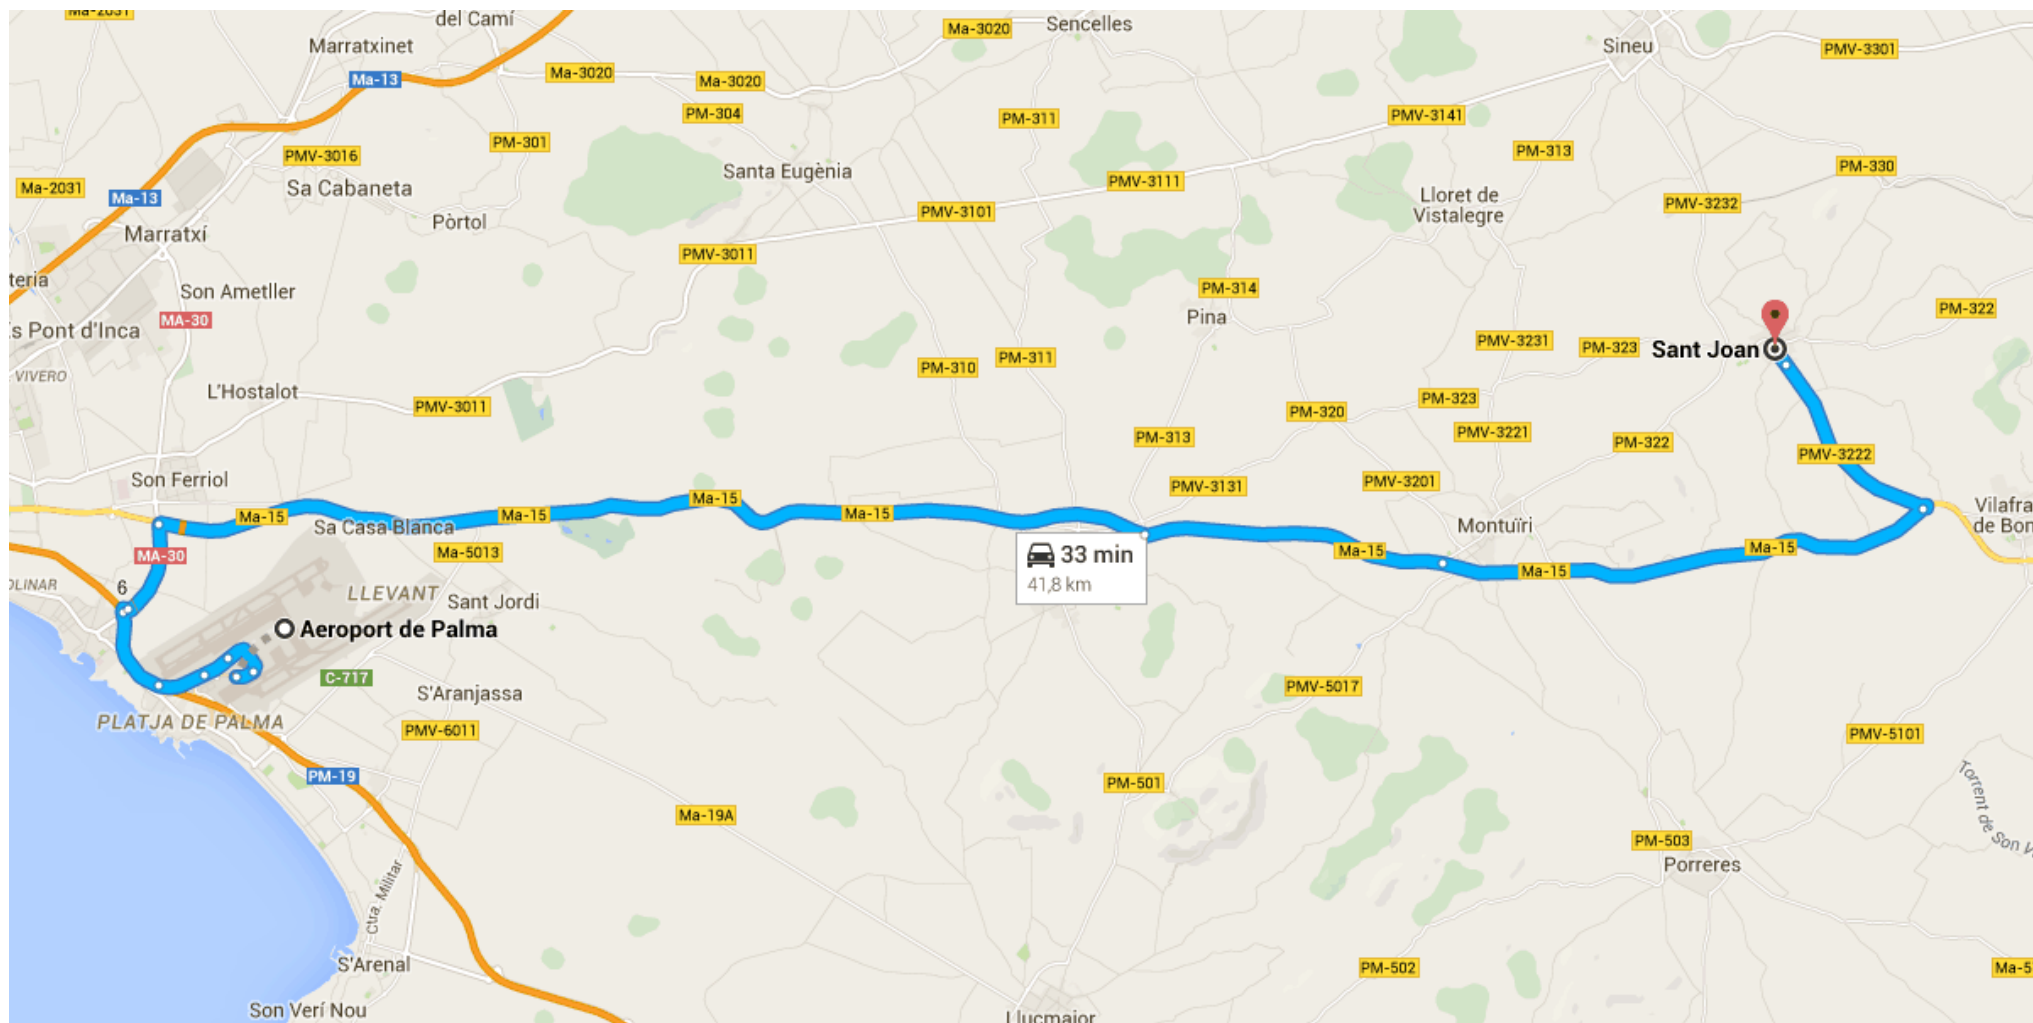 Ma-2031
del Camí
Ma-3020
Sencelles
Marratxinet
Sineu
PMV-3301
Ma-13
Ma-3020
Ma-3020
PM-304
PM-311
PMV-3141
PM-301
PMV-3016
PM-313
Santa Eugènia
PM-330
Ma-2031
Sa Cabaneta
PMV-3111
Ma-13
Lloret de
Vistalegre
PMV-3232
Pòrtol
PMV-3101
Marratxí
PMV-3011
teria
Son Ametller
PM-314
PM-322
MA-30
Pina
s Pont d'Inca
PMV-3231
PM-323
Sant Joan
PM-311
PM-310
VIVERO
L'Hostalot
PMV-3011
PM-323
PM-320
PM-313
PMV-3221
PM-322
PMV-3222
Son Ferriol
PMV-3201
PMV-3131
Ma-15
Ma-15
Ma-15
Ma-15
Sa Casa Blanca
Montuïri
Vilafra
de Bon
MA-30
Ma-5013
33 min
41,8 km
Ma-15
Ma-15
Ma-15
OLINAR
6
LLEVANT
Sant Jordi
Aeroport de Palma
C-717
S'Aranjassa
PMV-5017
PLATJA DE PALMA
PMV-6011
PMV-5101
PM-19
PM-501
Torrent de Son V
Ma-19A
PM-503
Porreres
Ctra. Militar
S'Arenal
PM-502
Ma-5
Son Verí Nou
Llucmajor